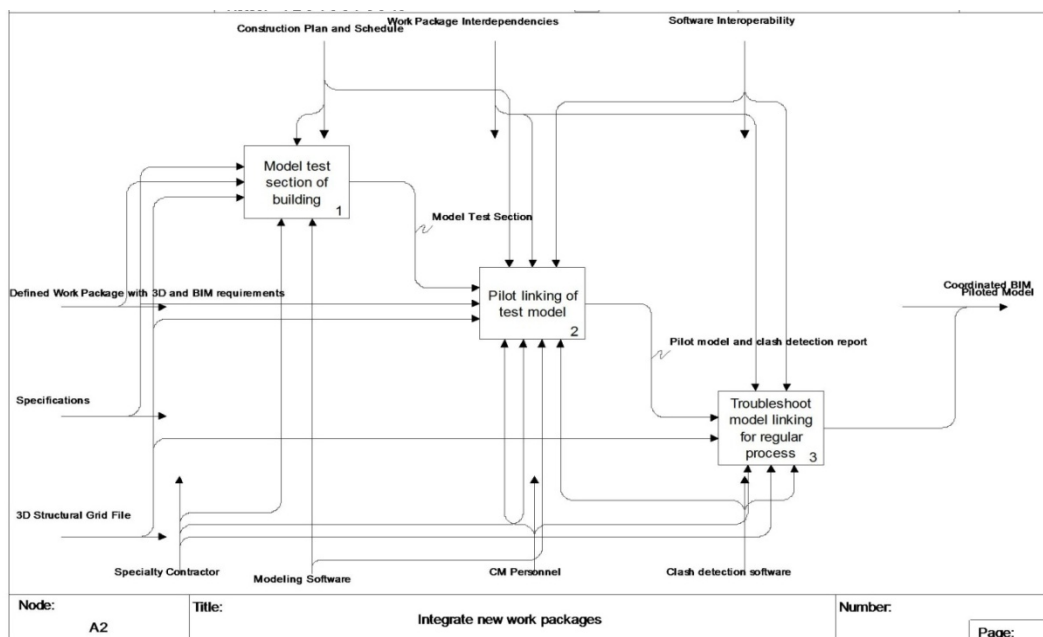 Work Package Interdependencies
Software Interoperability
Construction Plan and Schedule
Model test
section of
building
1
Model Test Section
Defined Work Package with 3D and BIM requirements
Pilot linking of
test model
2
Coordinated BIM
Piloted Model
Pilot model and clash detection report
Specifications
Troubleshoot
model linking
for regular
process
3
3D Structural Grid File
Specialty Contractor
Modeling Software
CM Personnel
Clash detection software
Node:
A2
Title:
Integrate new work packages
Number:
Page: